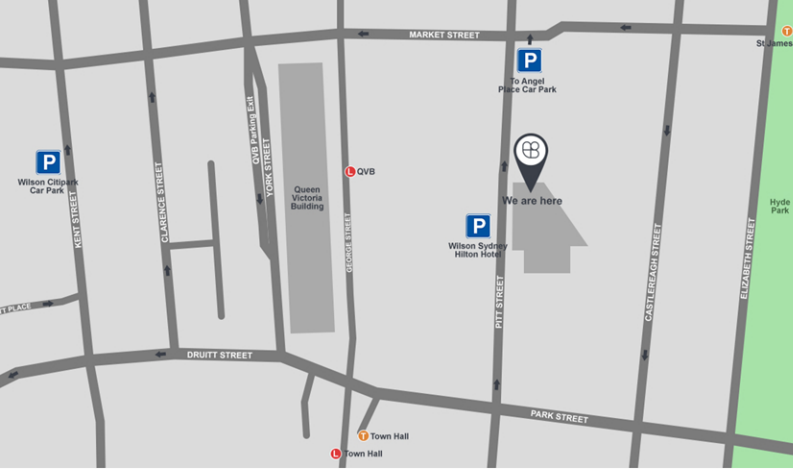 MARKET STREET
T
St James
P
To Angel
Place Car Park
P
Wilson Citipark
Car Park
KENT STREET
CLARENCE STREET
QVB Parking Exit
YORK STREET
Queen
Victoria
Building
L QVB
GEORGE STREET
We are here
P
Wilson Sydney
Hilton Hotel
PITT STREET
CASTLEREAGH STREET
ELIZABETH STREET
Hyde
Park
PLACE
DRUITT STREET
PARK STREET
T Town Hall
L Town Hall